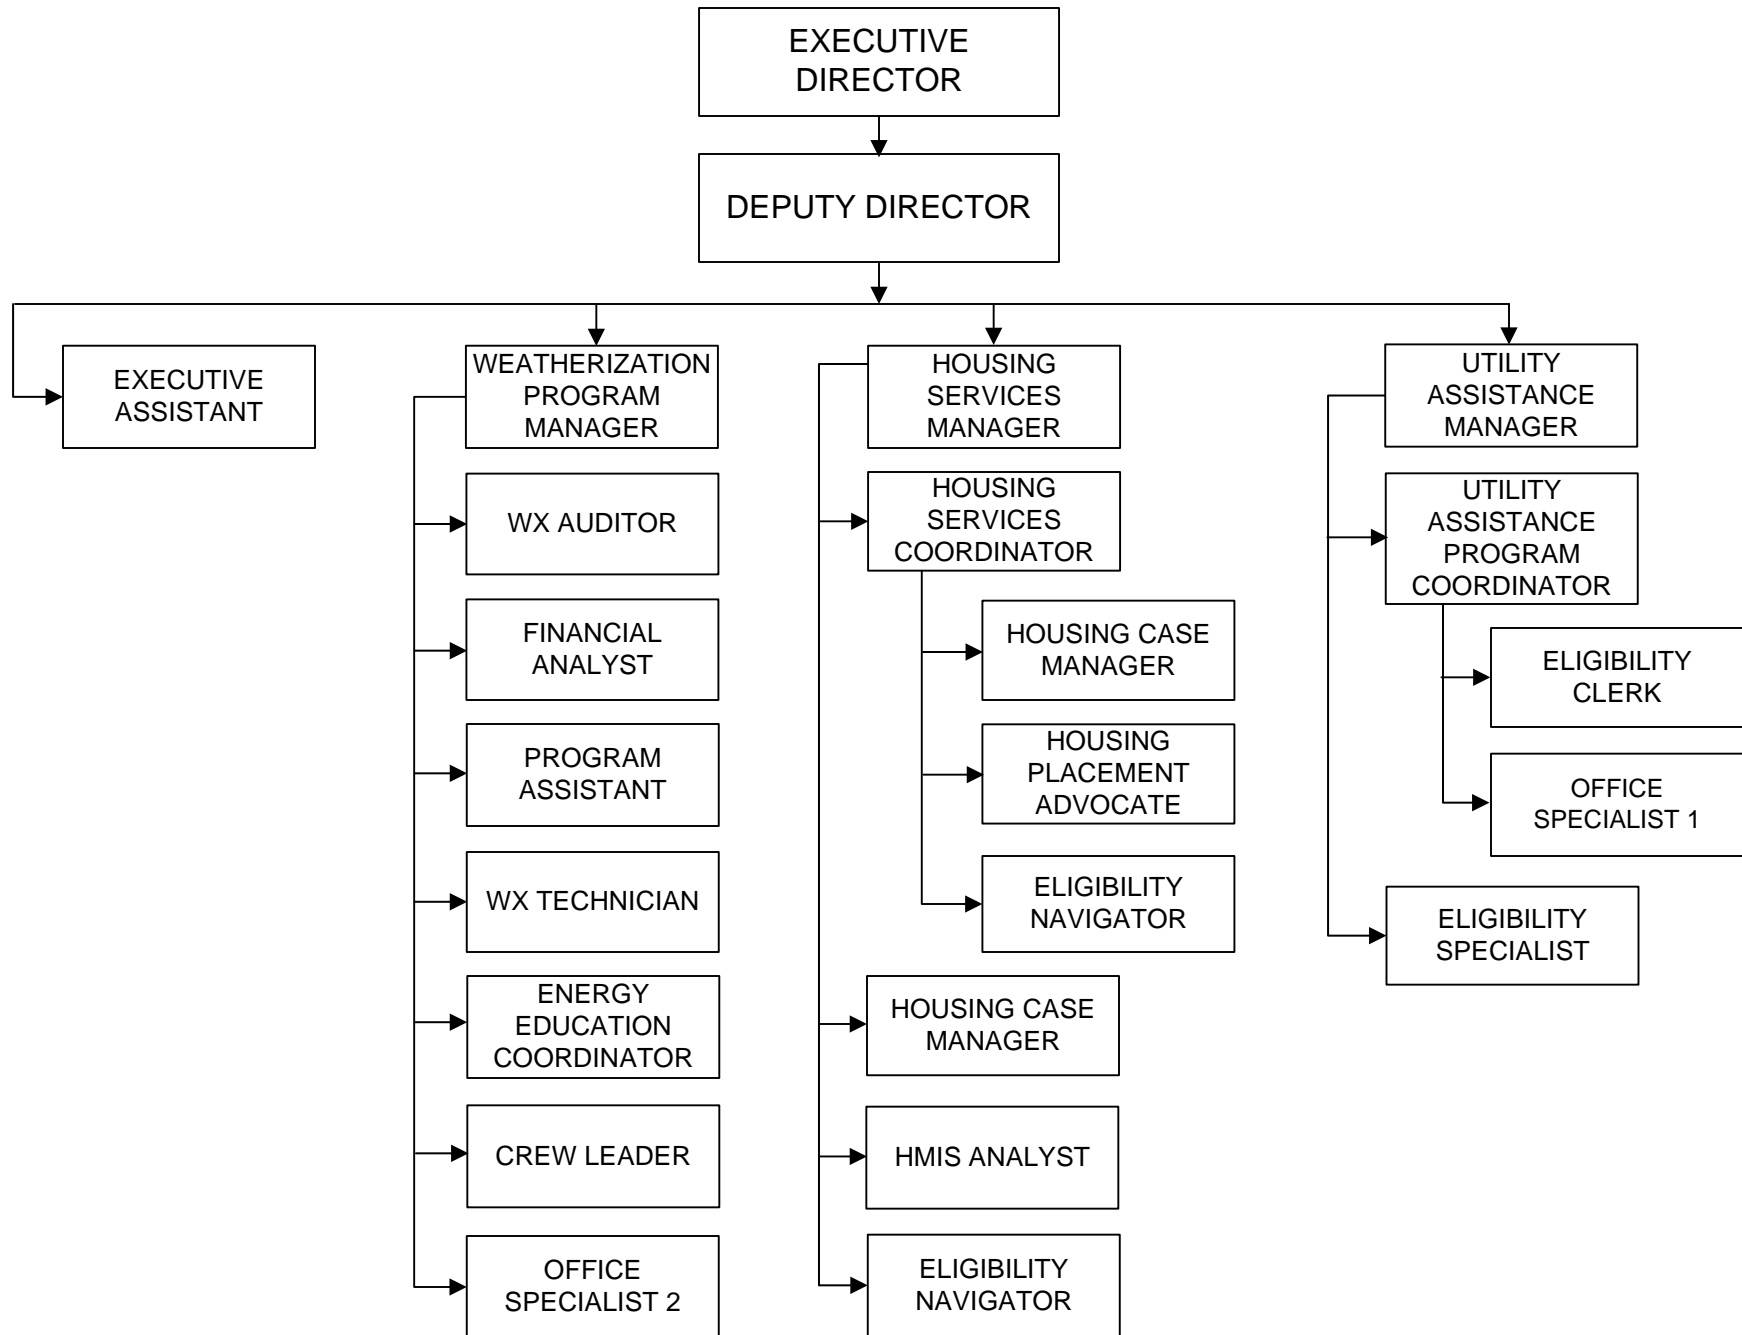 EXECUTIVE
DIRECTOR
DEPUTY DIRECTOR
EXECUTIVE
ASSISTANT
WEATHERIZATION
PROGRAM
MANAGER
WX AUDITOR
FINANCIAL
ANALYST
PROGRAM
ASSISTANT
WX TECHNICIAN
ENERGY
EDUCATION
COORDINATOR
CREW LEADER
OFFICE
SPECIALIST 2
HOUSING
SERVICES
MANAGER
HOUSING
SERVICES
COORDINATOR
HOUSING CASE
MANAGER
HOUSING
PLACEMENT
ADVOCATE
ELIGIBILITY
NAVIGATOR
HOUSING CASE
MANAGER
HMIS ANALYST
ELIGIBILITY
NAVIGATOR
UTILITY
ASSISTANCE
MANAGER
UTILITY
ASSISTANCE
PROGRAM
COORDINATOR
ELIGIBILITY
CLERK
OFFICE
SPECIALIST 1
ELIGIBILITY
SPECIALIST